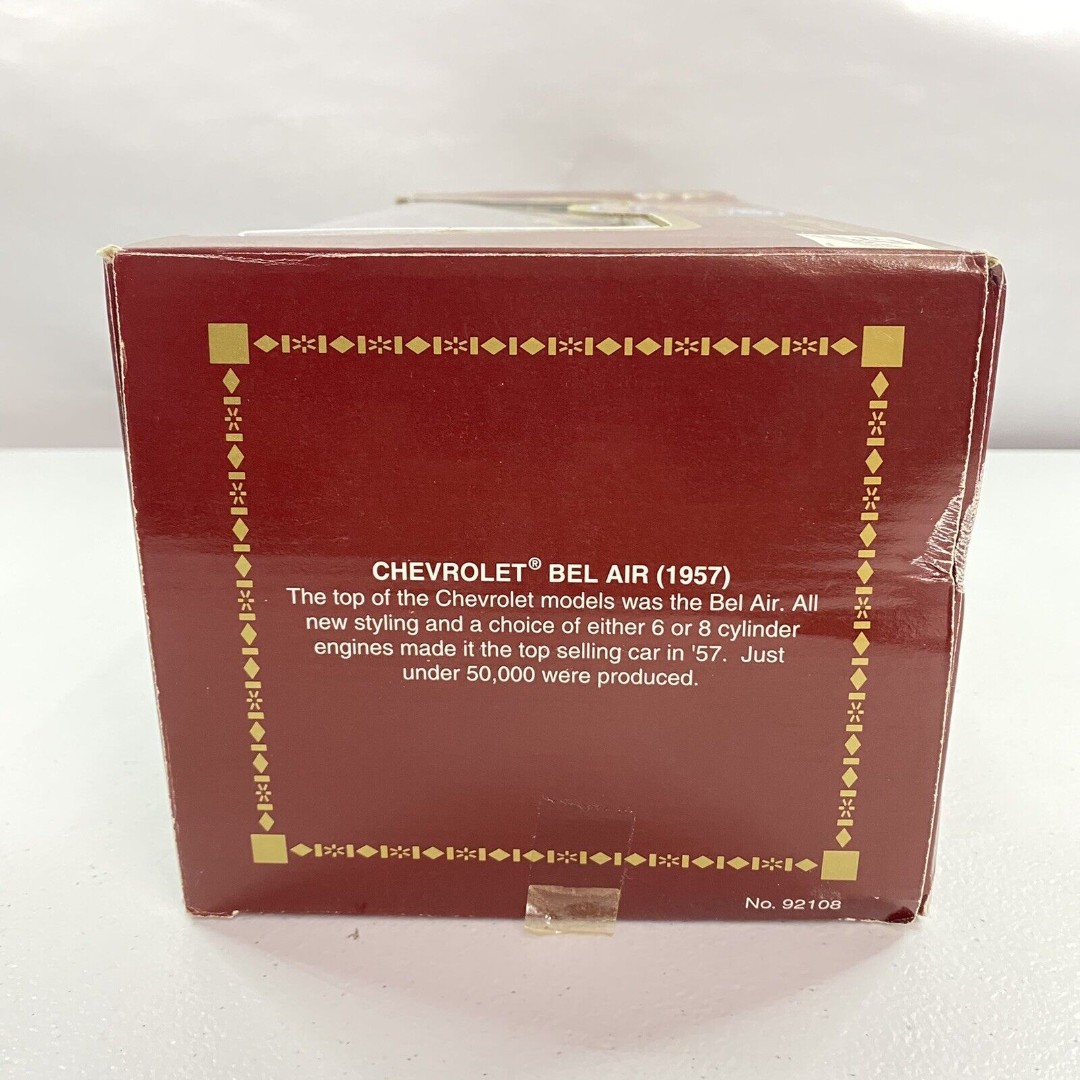 CHEVROLET® BEL AIR (1957)
The top of the Chevrolet models was the Bel Air. All
new styling and a choice of either 6 or 8 cylinder
engines made it the top selling car in '57. Just
under 50,000 were produced.
No. 92108